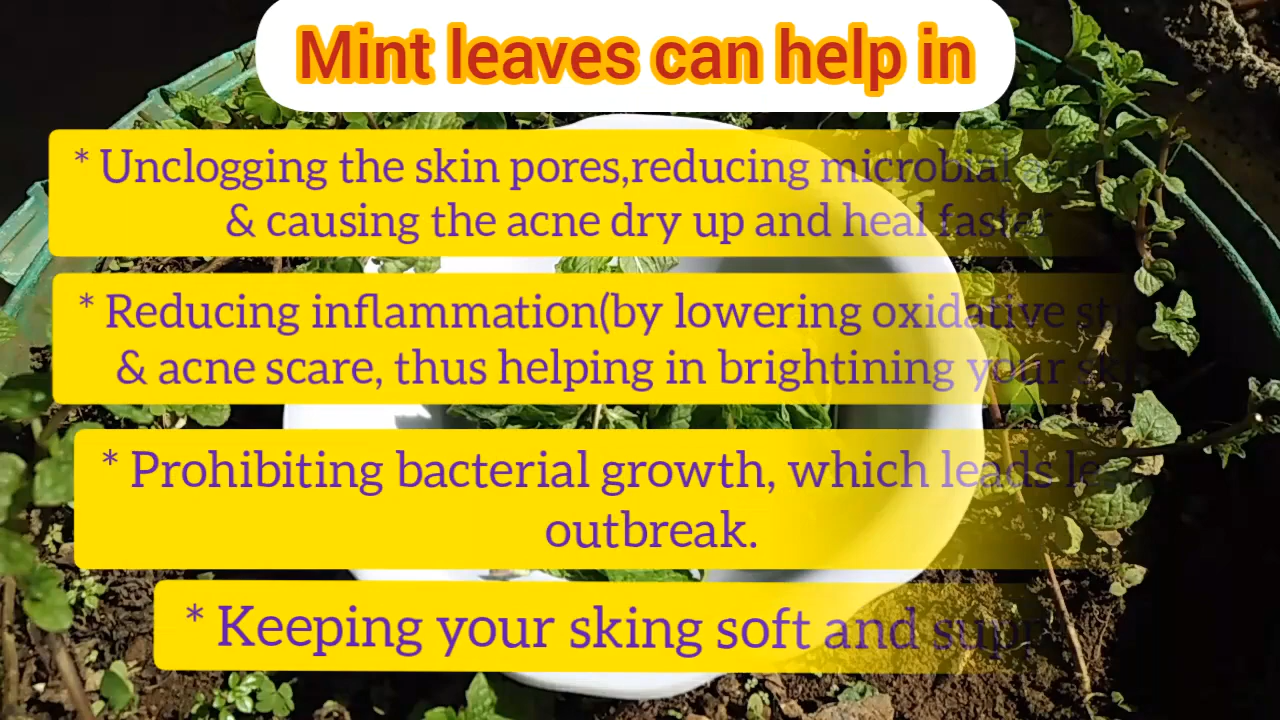 Mint leaves can help in
* Unclogging the skin pores,reducing microbial
& causing the acne dry up and heal faster
* Reducing inflammation(by lowering oxidative
& acne scare, thus helping in brightining your
* Prohibiting bacterial growth, which leads
outbreak.
* Keeping your sking soft and